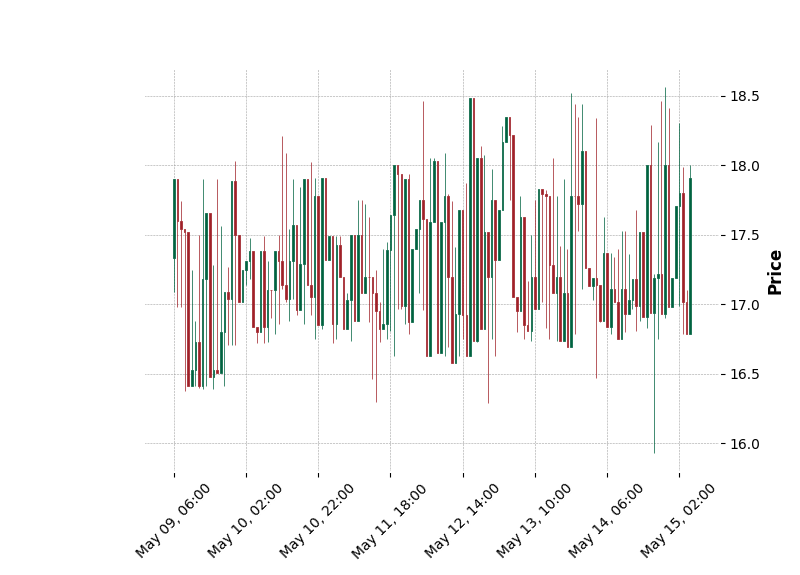 18.5
18.0
17.5
17.0
16.5
16.0
Price
May 09, 06:00
May 10, 02:00
May 10, 22:00
May 11, 18:00
May 12, 14:00
May 13, 10:00
May 14, 06:00
May 15, 02:00